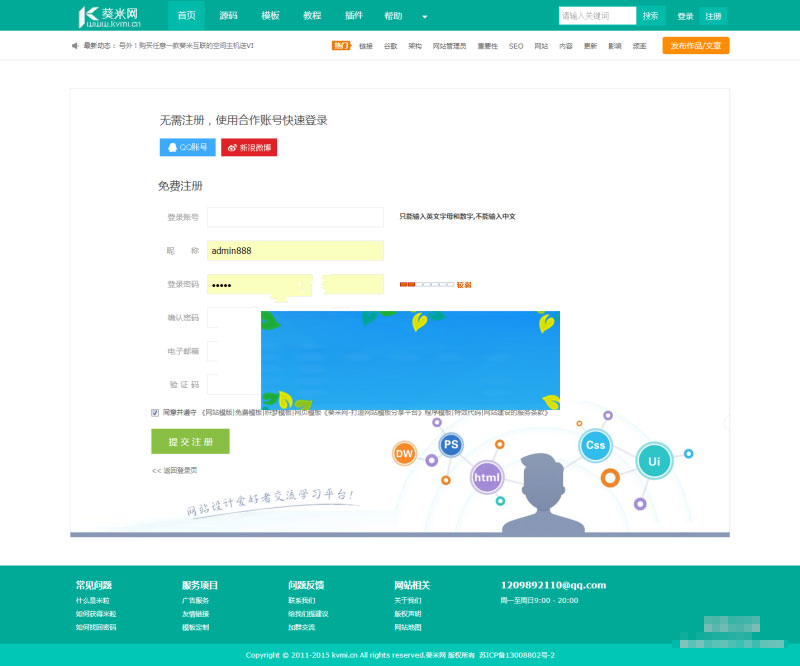 葵米网
www.kvmi.cn
首页 源码 模板 教程 插件 帮助
请输入关键词 搜索 登录 注册
最新动态： 号外！购买任意一款葵米互联的空间主机送VI
热门 链接 谷歌 架构 网站管理员 重要性 SEO 网站 内容 更新 影响 频率
发布作品/文章
无需注册，使用合作账号快速登录
QQ账号 新浪微博
免费注册
登录账号 只能输入英文字母和数字,不能输入中文
昵 称 admin888
登录密码 ••••• 较弱
确认密码
电子邮箱
验 证 码
同意并遵守 《网站模板|免费模板|织梦模板|网页模板《葵米网-打造网站模板分享平台》程序模板|特效代码|网站建设的服务条款》
提 交 注 册
<< 返回登录页
网站设计爱好者交流学习平台！
DW PS html Css Ui
常见问题 服务项目 问题反馈 网站相关 1209892110@qq.com
什么是米粒 广告服务 联系我们 关于我们 周一至周日9:00 - 20:00
如何获得米粒 友情链接 给我们提建议 版权声明
如何找回密码 模板定制 加群交流 网站地图
Copyright © 2011-2015 kvmi.cn All rights reserved.葵米网 版权所有 苏ICP备13008802号-2